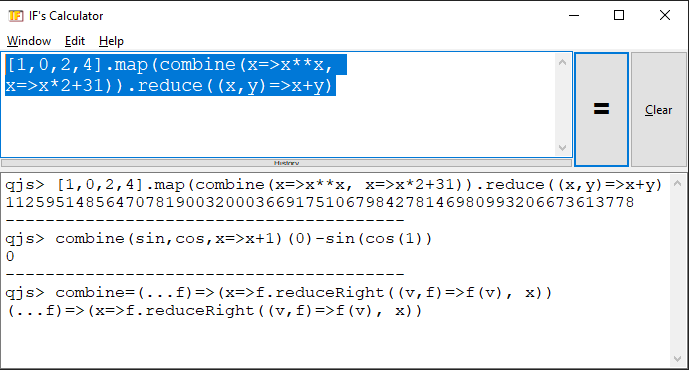 IF's Calculator
Window Edit Help
[1,0,2,4].map(combine(x=>x**x,
x=>x*2+31)).reduce((x,y)=>x+y)
=
Clear
History
qjs> [1,0,2,4].map(combine(x=>x**x, x=>x*2+31)).reduce((x,y)=>x+y)
112595148564707819003200036691751067984278146980993206673613778
----------------------------------------
qjs> combine(sin,cos,x=>x+1)(0)-sin(cos(1))
0
----------------------------------------
qjs> combine=(...f)=>(x=>f.reduceRight((v,f)=>f(v), x))
(...f)=>(x=>f.reduceRight((v,f)=>f(v), x))